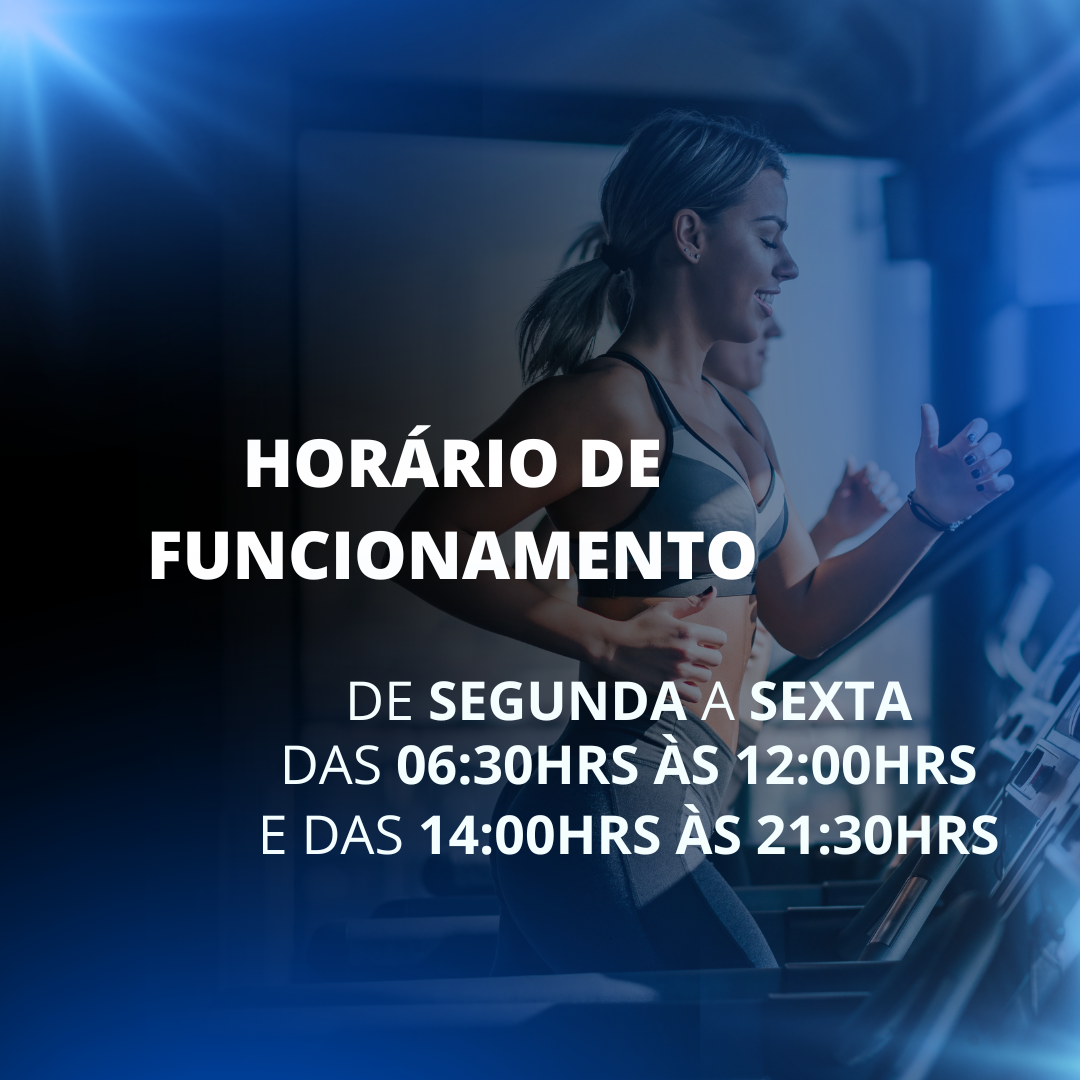 HORÁRIO DE
FUNCIONAMENTO
DE SEGUNDA A SEXTA
DAS 06:30HRS ÀS 12:00HRS
E DAS 14:00HRS ÀS 21:30HRS